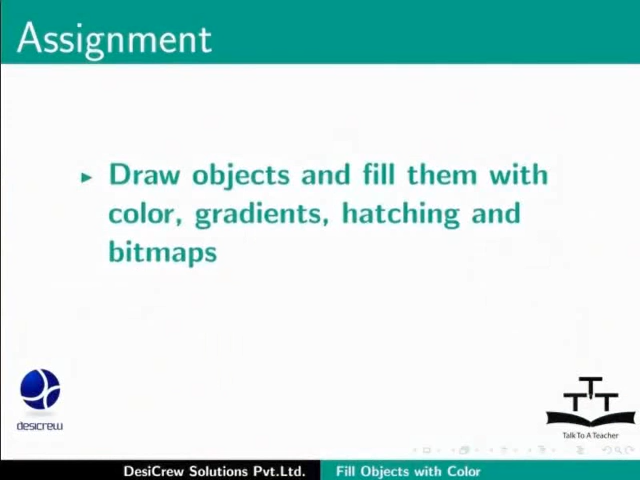 Assignment
Draw objects and fill them with
color, gradients, hatching and
bitmaps
desicrew
TTT
Talk To A Teacher
DesiCrew Solutions Pvt.Ltd.
Fill Objects with Color